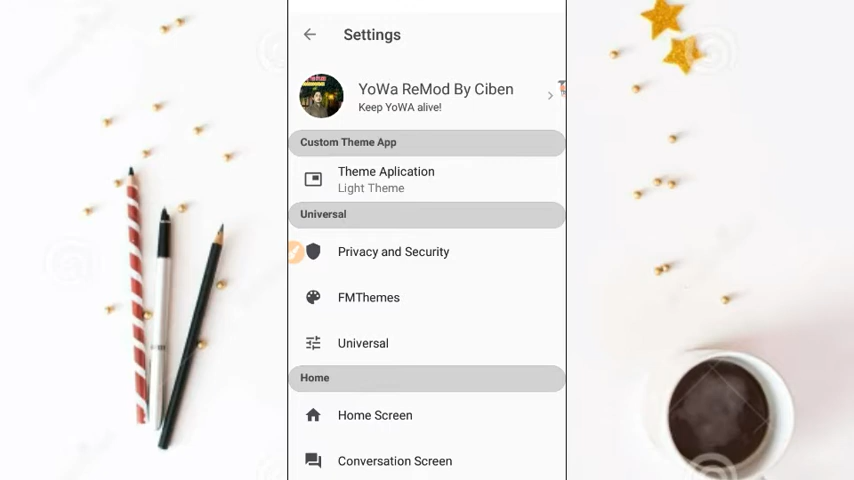 Settings
YoWa ReMod By Ciben
Keep YoWA alive!
Custom Theme App
Theme Aplication
Light Theme
Universal
Privacy and Security
FMThemes
Universal
Home
Home Screen
Conversation Screen